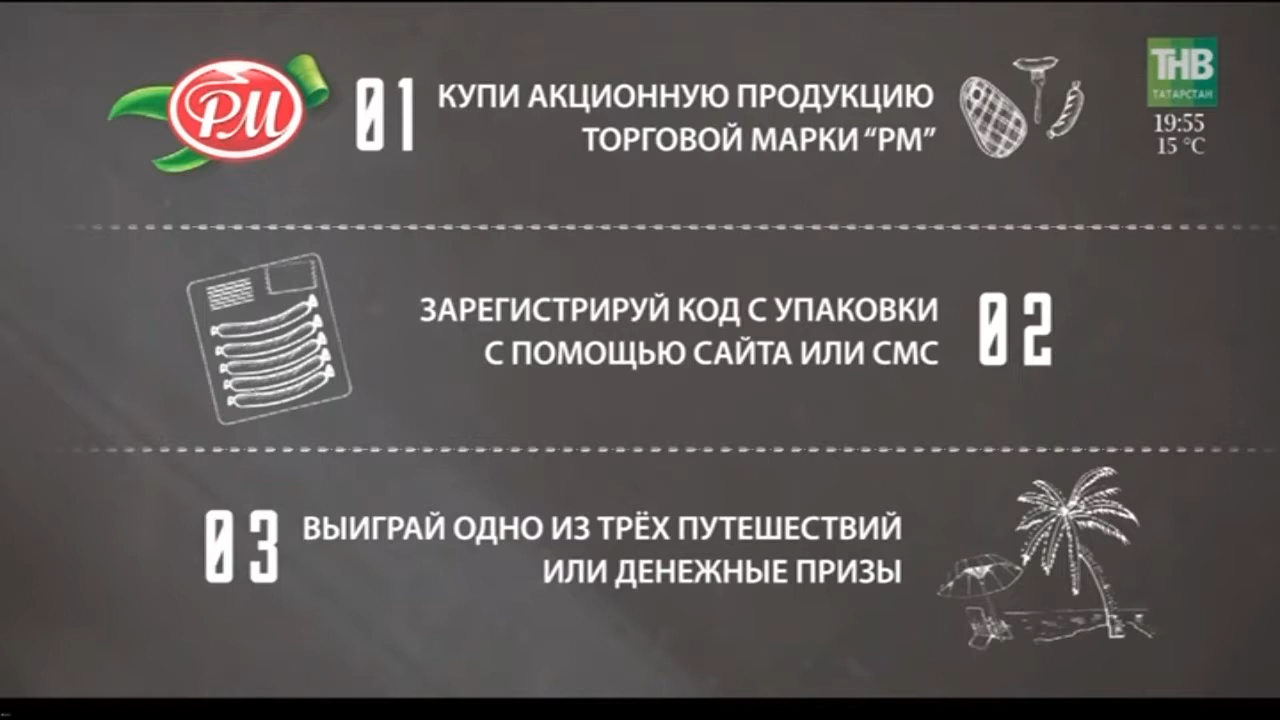 РМ
01
КУПИ АКЦИОННУЮ ПРОДУКЦИЮ
ТОРГОВОЙ МАРКИ “РМ”
ТНВ
ТАТАРСТАН
19:55
15 °C
ЗАРЕГИСТРИРУЙ КОД С УПАКОВКИ
С ПОМОЩЬЮ САЙТА ИЛИ СМС
02
03
ВЫИГРАЙ ОДНО ИЗ ТРЁХ ПУТЕШЕСТВИЙ
ИЛИ ДЕНЕЖНЫЕ ПРИЗЫ